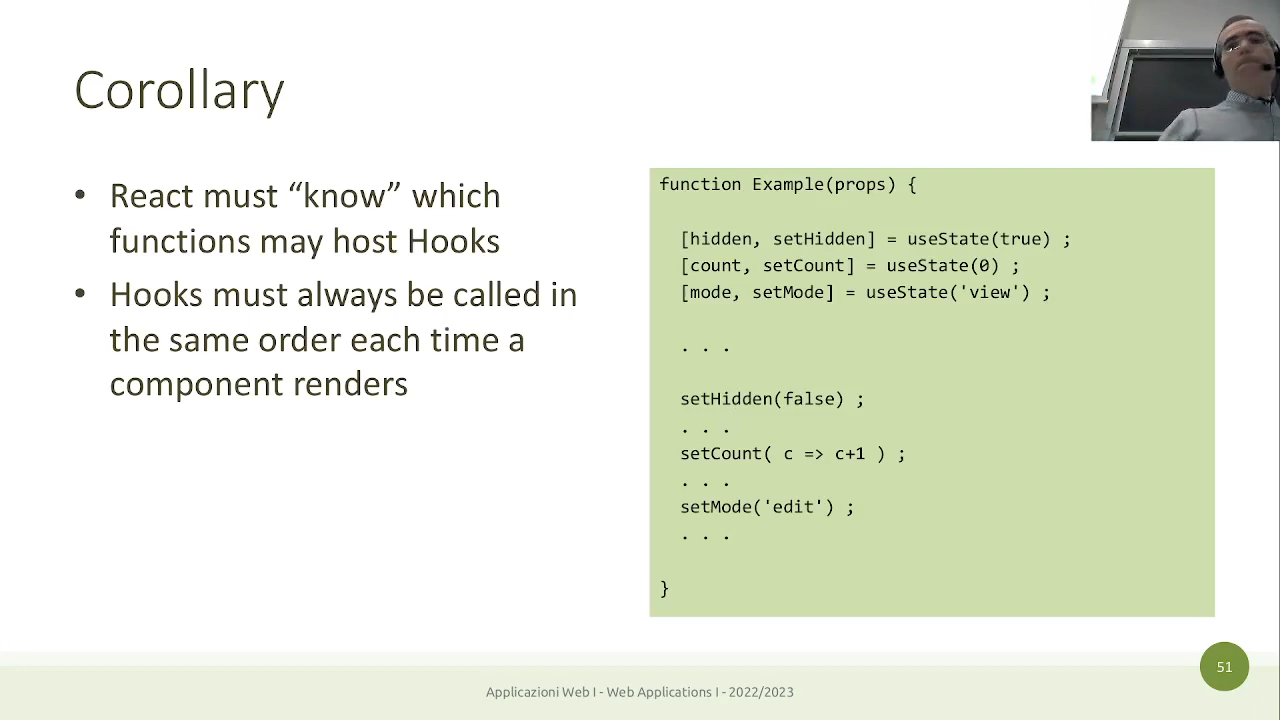 Corollary
• React must “know” which
functions may host Hooks
• Hooks must always be called in
the same order each time a
component renders
function Example(props) {
[hidden, setHidden] = useState(true) ;
[count, setCount] = useState(0) ;
[mode, setMode] = useState('view') ;
. . .
setHidden(false) ;
. . .
setCount( c => c+1 ) ;
. . .
setMode('edit') ;
. . .
}
51
Applicazioni Web I - Web Applications I - 2022/2023